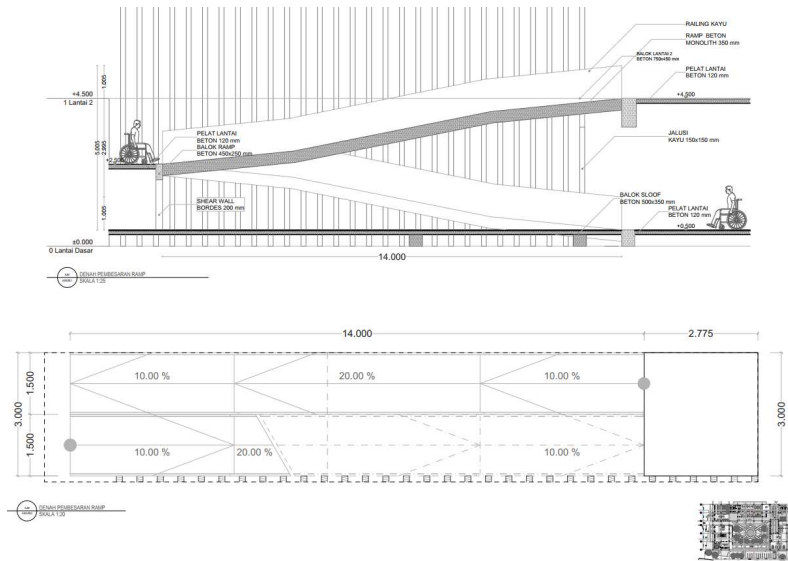 RAILING KAYU
RAMP BETON
MONOLITH 350 mm
BALOK LANTAI 2
BETON 750x450 mm
PELAT LANTAI
BETON 120 mm
+4.500
1 Lantai 2
1.005
+4,500
PELAT LANTAI
BETON 120 mm
BALOK RAMP
BETON 450x250 mm
JALUSI
KAYU 150x150 mm
5.005
2.995
+2,500
SHEAR WALL
BORDES 200 mm
BALOK SLOOF
BETON 500x350 mm
PELAT LANTAI
BETON 120 mm
1.005
+0,500
±0.000
0 Lantai Dasar
14.000
DENAH PEMBESARAN RAMP
SKALA 1:25
14.000
2.775
10.00 %
20.00 %
10.00 %
1.500
3.000
3.000
1.500
10.00 %
20.00 %
10.00 %
DENAH PEMBESARAN RAMP
SKALA 1:20